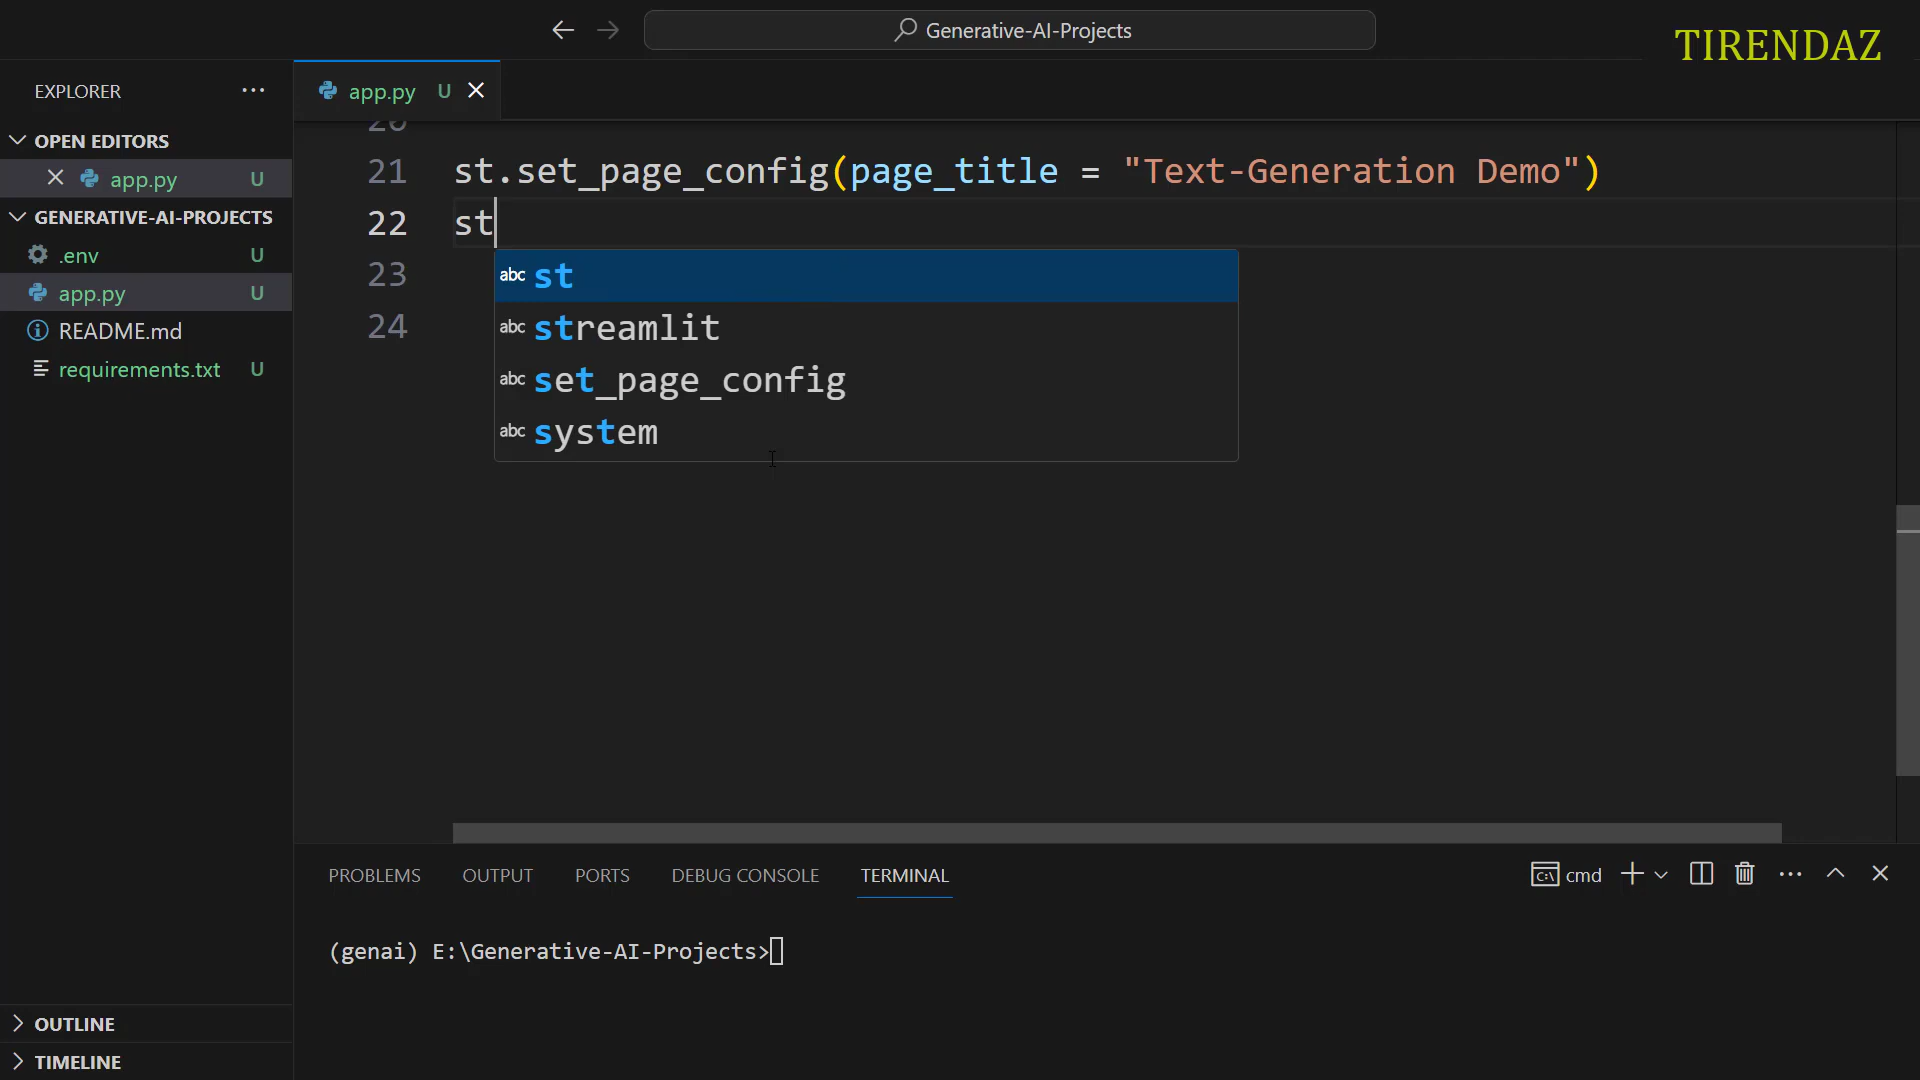 Generative-AI-Projects
TIRENDAZ
EXPLORER
app.py U
OPEN EDITORS
app.py U
GENERATIVE-AI-PROJECTS
.env U
app.py U
README.md
requirements.txt U
20
21 st.set_page_config(page_title = "Text-Generation Demo")
22 st
23
24
abc st
abc streamlit
abc set_page_config
abc system
PROBLEMS OUTPUT PORTS DEBUG CONSOLE TERMINAL
cmd
(genai) E:\Generative-AI-Projects>
OUTLINE
TIMELINE